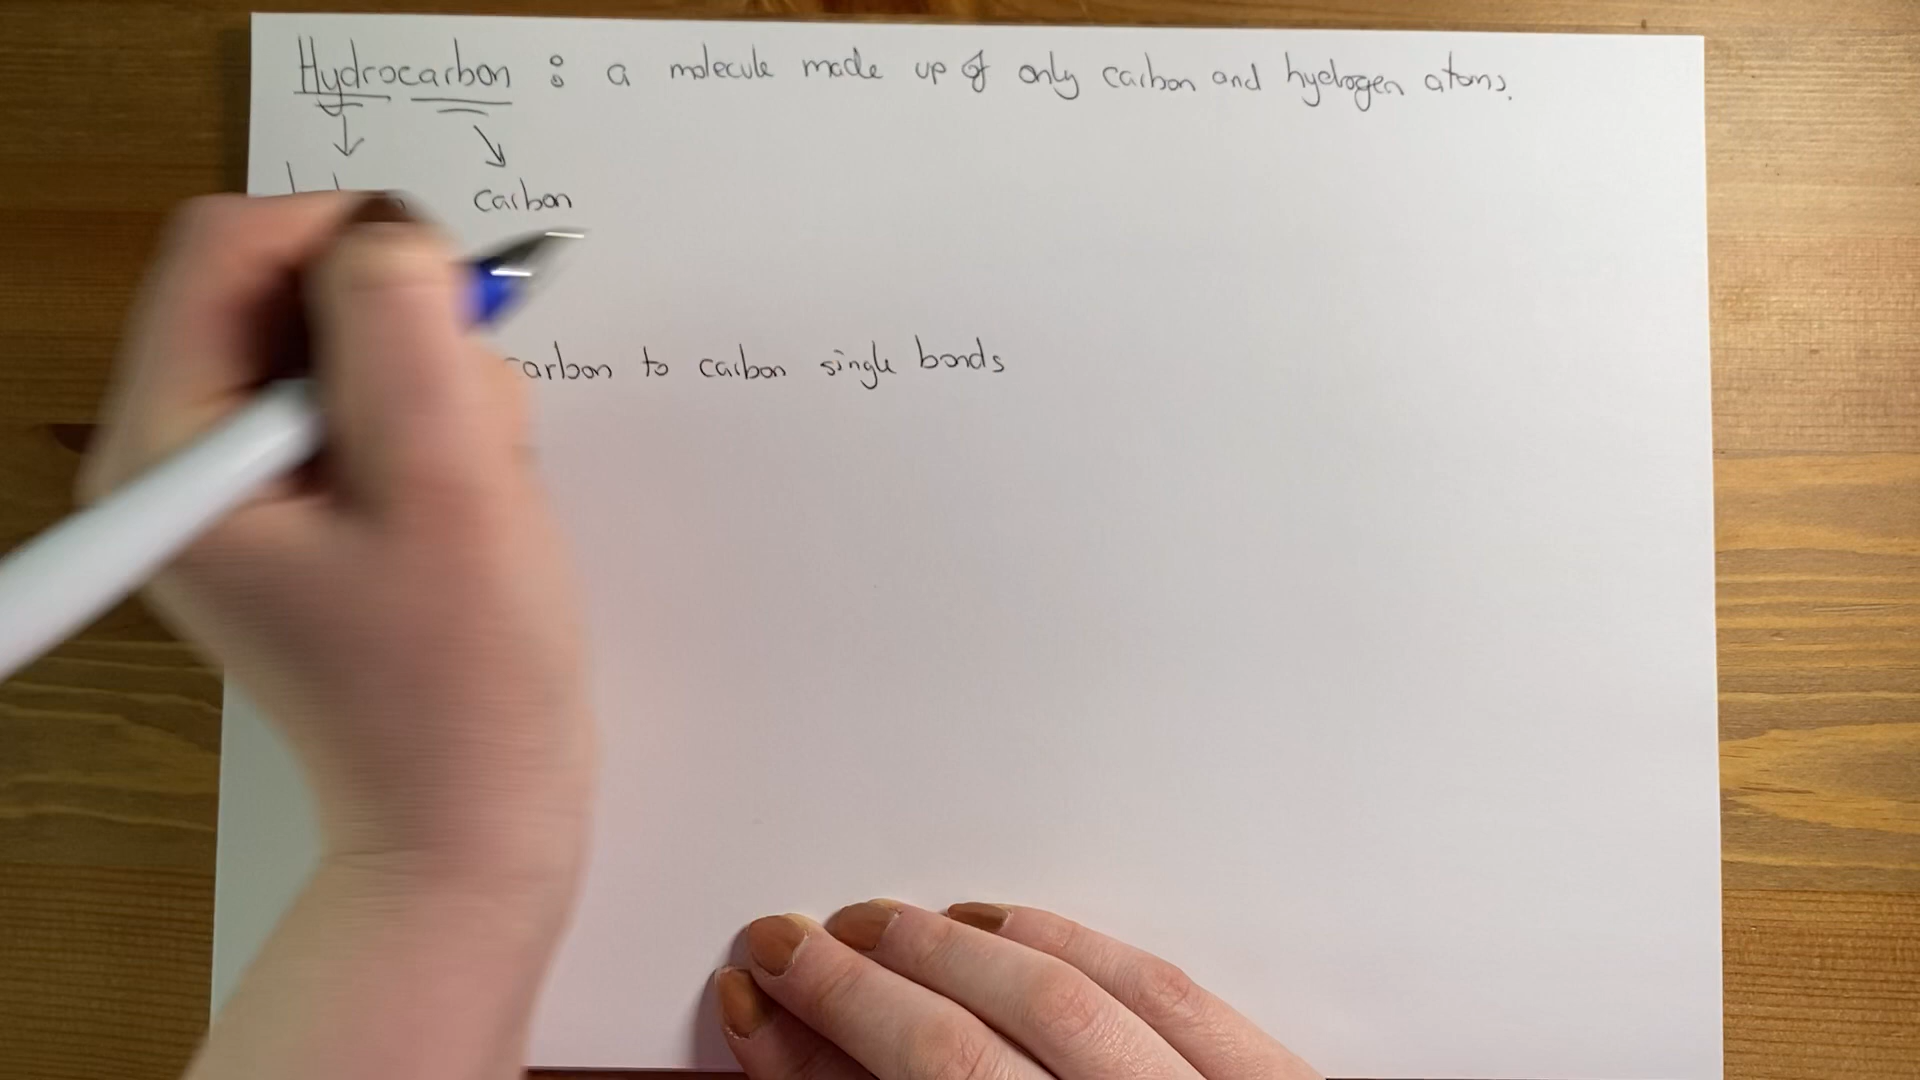 Hydrocarbon : a molecule made up of only carbon and hydrogen atoms.
carbon
carbon to carbon single bonds